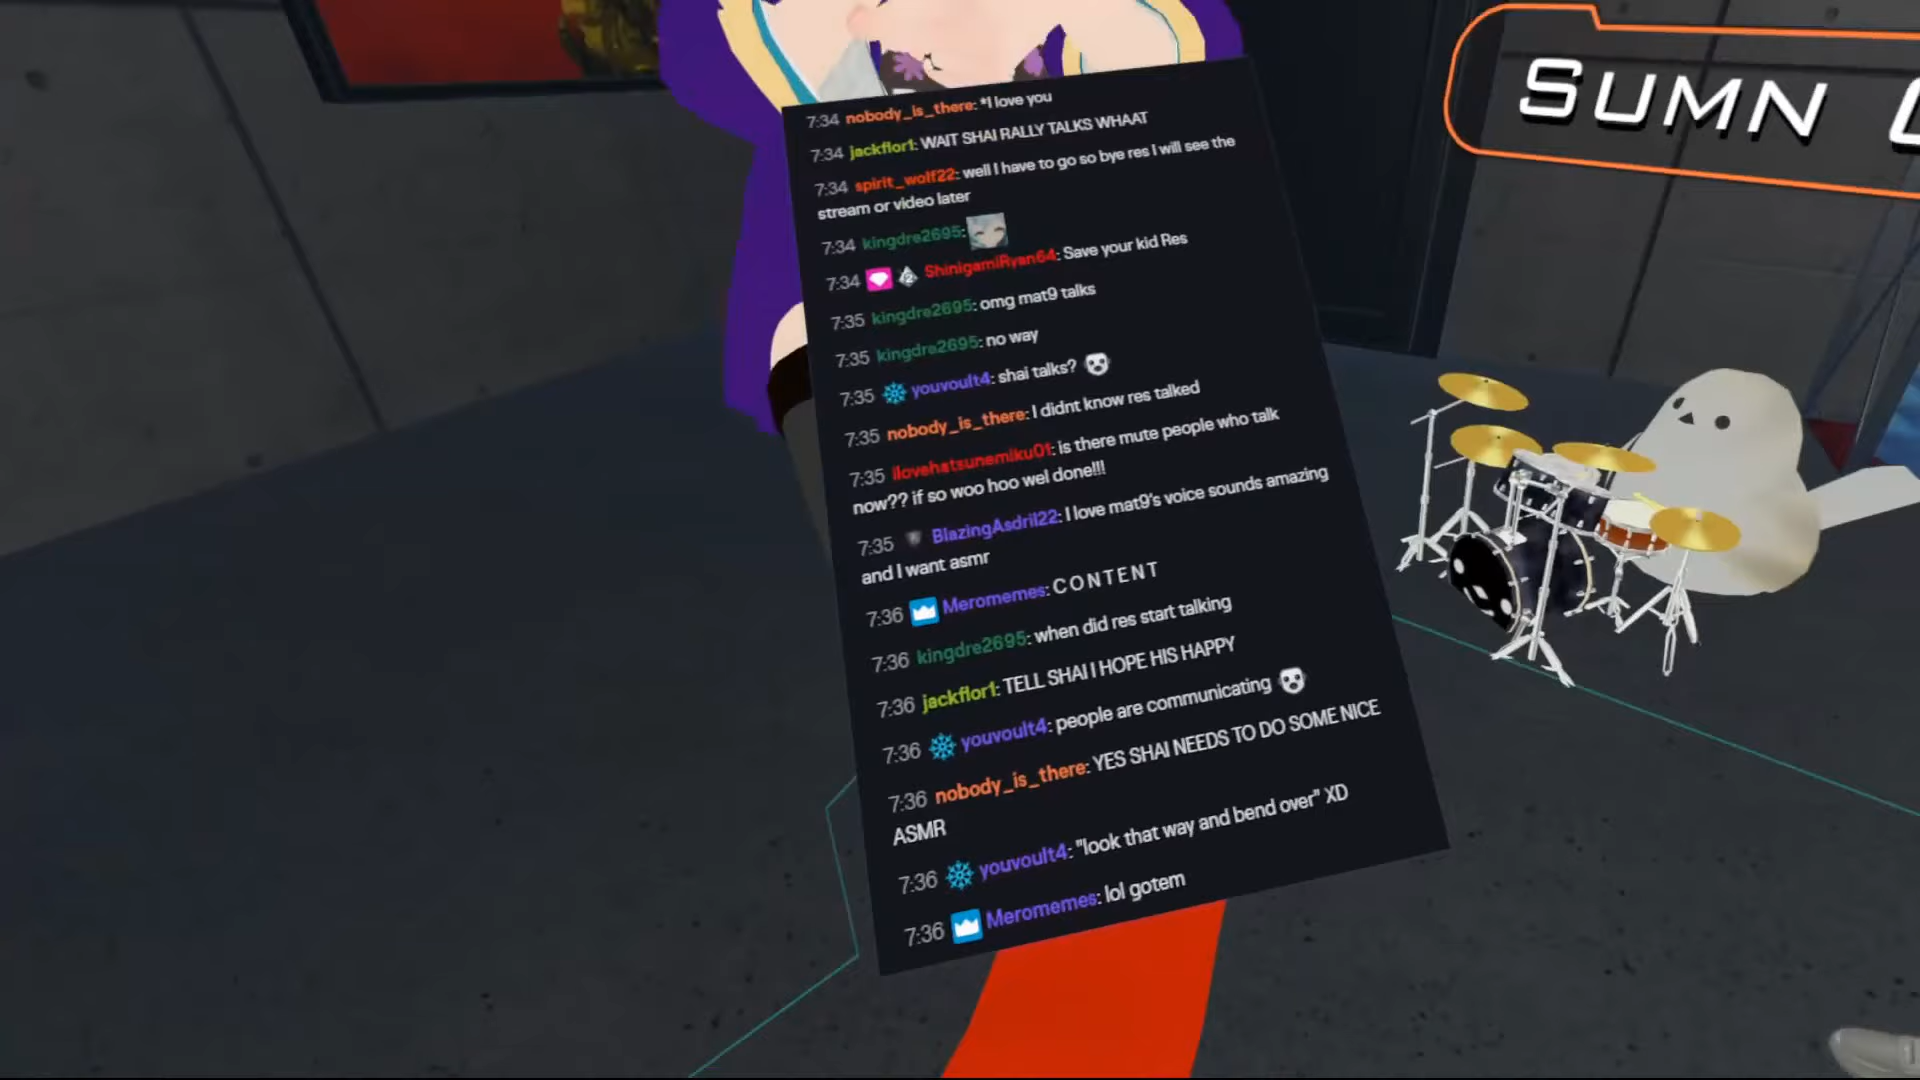 SUMN
7:34 nobody_is_there: *I love you
7:34 jackflor1: WAIT SHAI RALLY TALKS WHAAT
7:34 spirit_wolf22: well I have to go so bye res I will see the
stream or video later
7:34 kingdre2695:
7:34 ShinigamiRyan64: Save your kid Res
7:35 kingdre2695: omg mat9 talks
7:35 kingdre2695: no way
7:35 youvoult4: shai talks?
7:35 nobody_is_there: I didnt know res talked
7:35 ilovehatsunemiku01: is there mute people who talk
now?? if so woo hoo wel done!!!
7:35 BlazingAsdril22: I love mat9's voice sounds amazing
and I want asmr
7:36 Meromemes: C O N T E N T
7:36 kingdre2695: when did res start talking
7:36 jackflor1: TELL SHAI I HOPE HIS HAPPY
7:36 youvoult4: people are communicating
7:36 nobody_is_there: YES SHAI NEEDS TO DO SOME NICE
ASMR
7:36 youvoult4: "look that way and bend over" XD
7:36 Meromemes: lol gotem